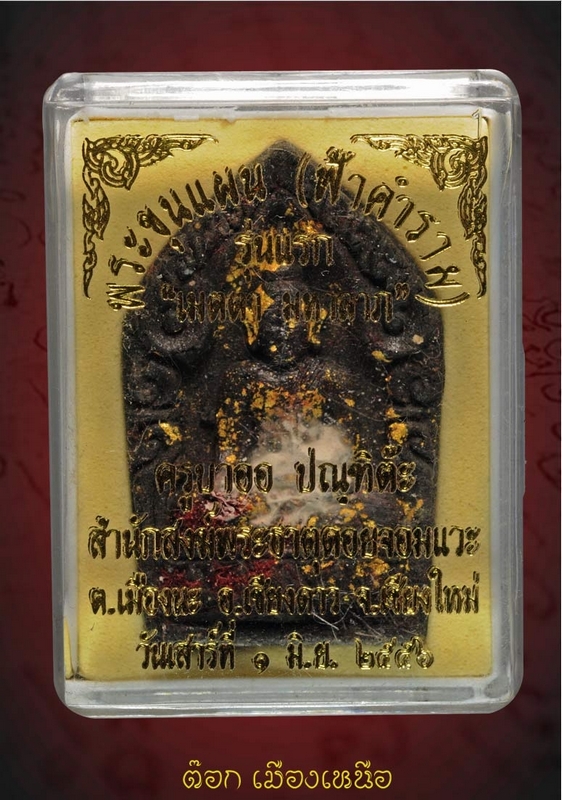 พระขุนแผน (ฟ้าคำราม)
รุ่นแรก
"เมตตา มหาลาภ"
ครูบาออ ปณฺฑิต๊ะ
สำนักสงฆ์พระธาตุดอยจอมแวะ
ต.เมืองนะ อ.เชียงดาว จ.เชียงใหม่
วันเสาร์ที่ ๑ มิ.ย. ๒๕๕๖
ต๊อก เมืองเหนือ